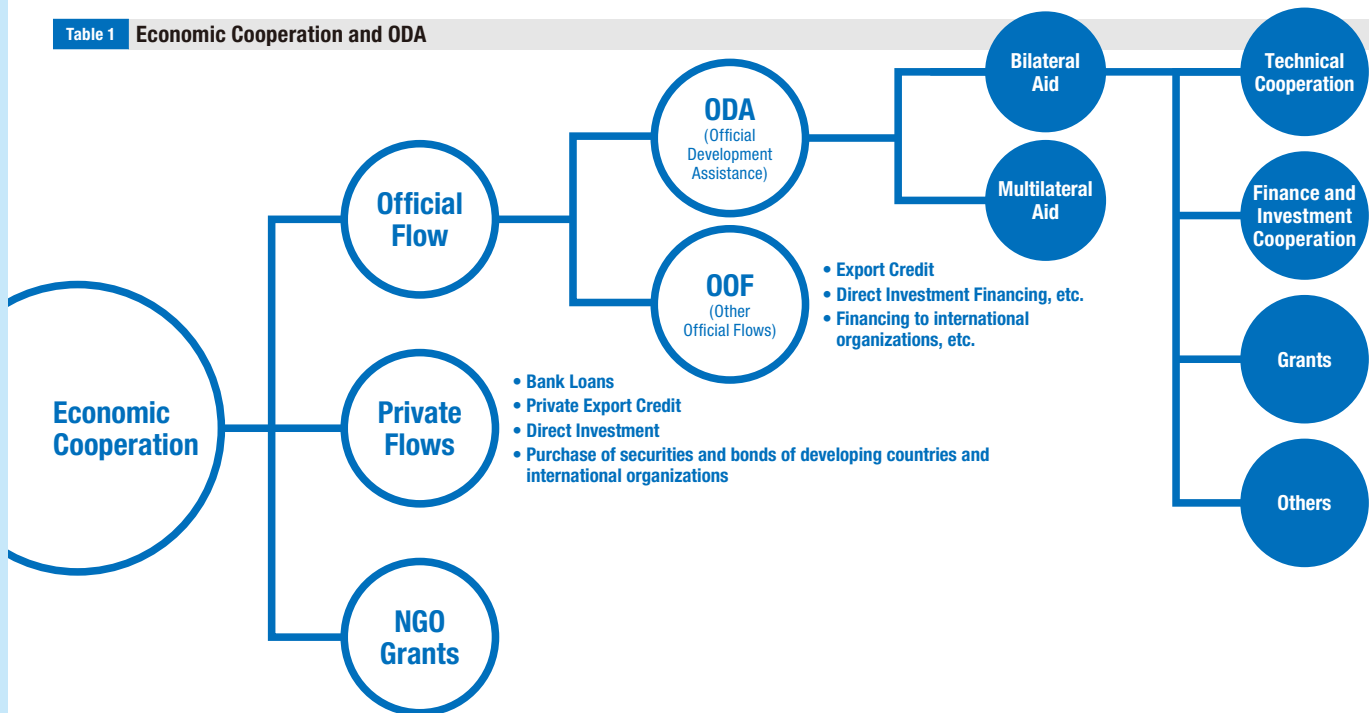 Table 1 Economic Cooperation and ODA
Economic
Cooperation
Official
Flow
ODA
(Official
Development
Assistance)
Bilateral
Aid
Technical
Cooperation
Finance and
Investment
Cooperation
Grants
Others
Multilateral
Aid
OOF
(Other
Official Flows)
• Export Credit
• Direct Investment Financing, etc.
• Financing to international
organizations, etc.
Private
Flows
• Bank Loans
• Private Export Credit
• Direct Investment
• Purchase of securities and bonds of developing countries and
international organizations
NGO
Grants